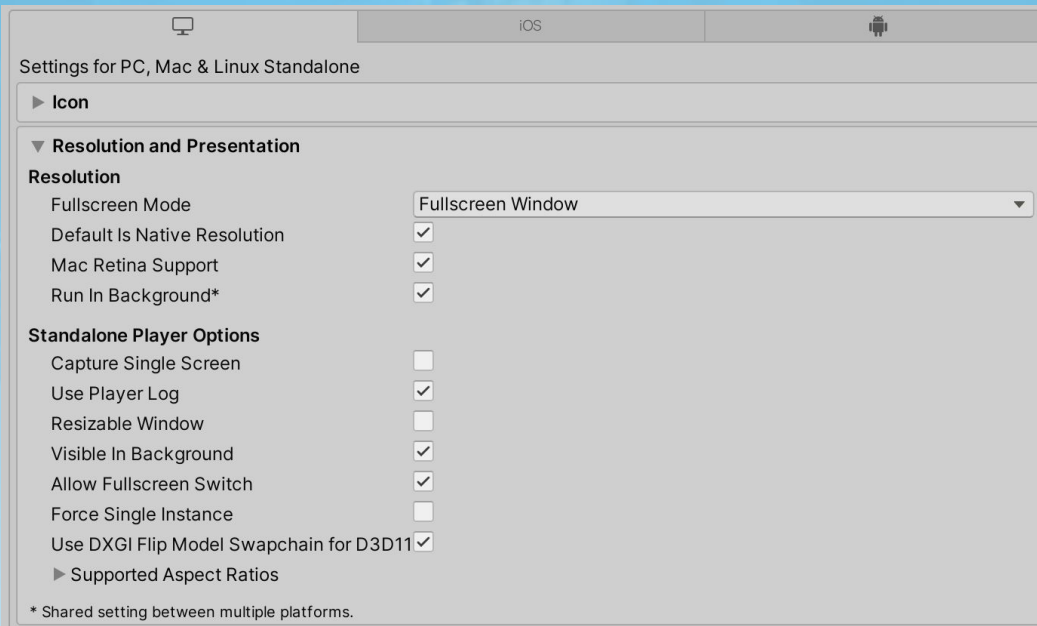 iOS
Settings for PC, Mac & Linux Standalone
Icon
Resolution and Presentation
Resolution
Fullscreen Mode Fullscreen Window
Default Is Native Resolution
Mac Retina Support
Run In Background*
Standalone Player Options
Capture Single Screen
Use Player Log
Resizable Window
Visible In Background
Allow Fullscreen Switch
Force Single Instance
Use DXGI Flip Model Swapchain for D3D11
Supported Aspect Ratios
* Shared setting between multiple platforms.